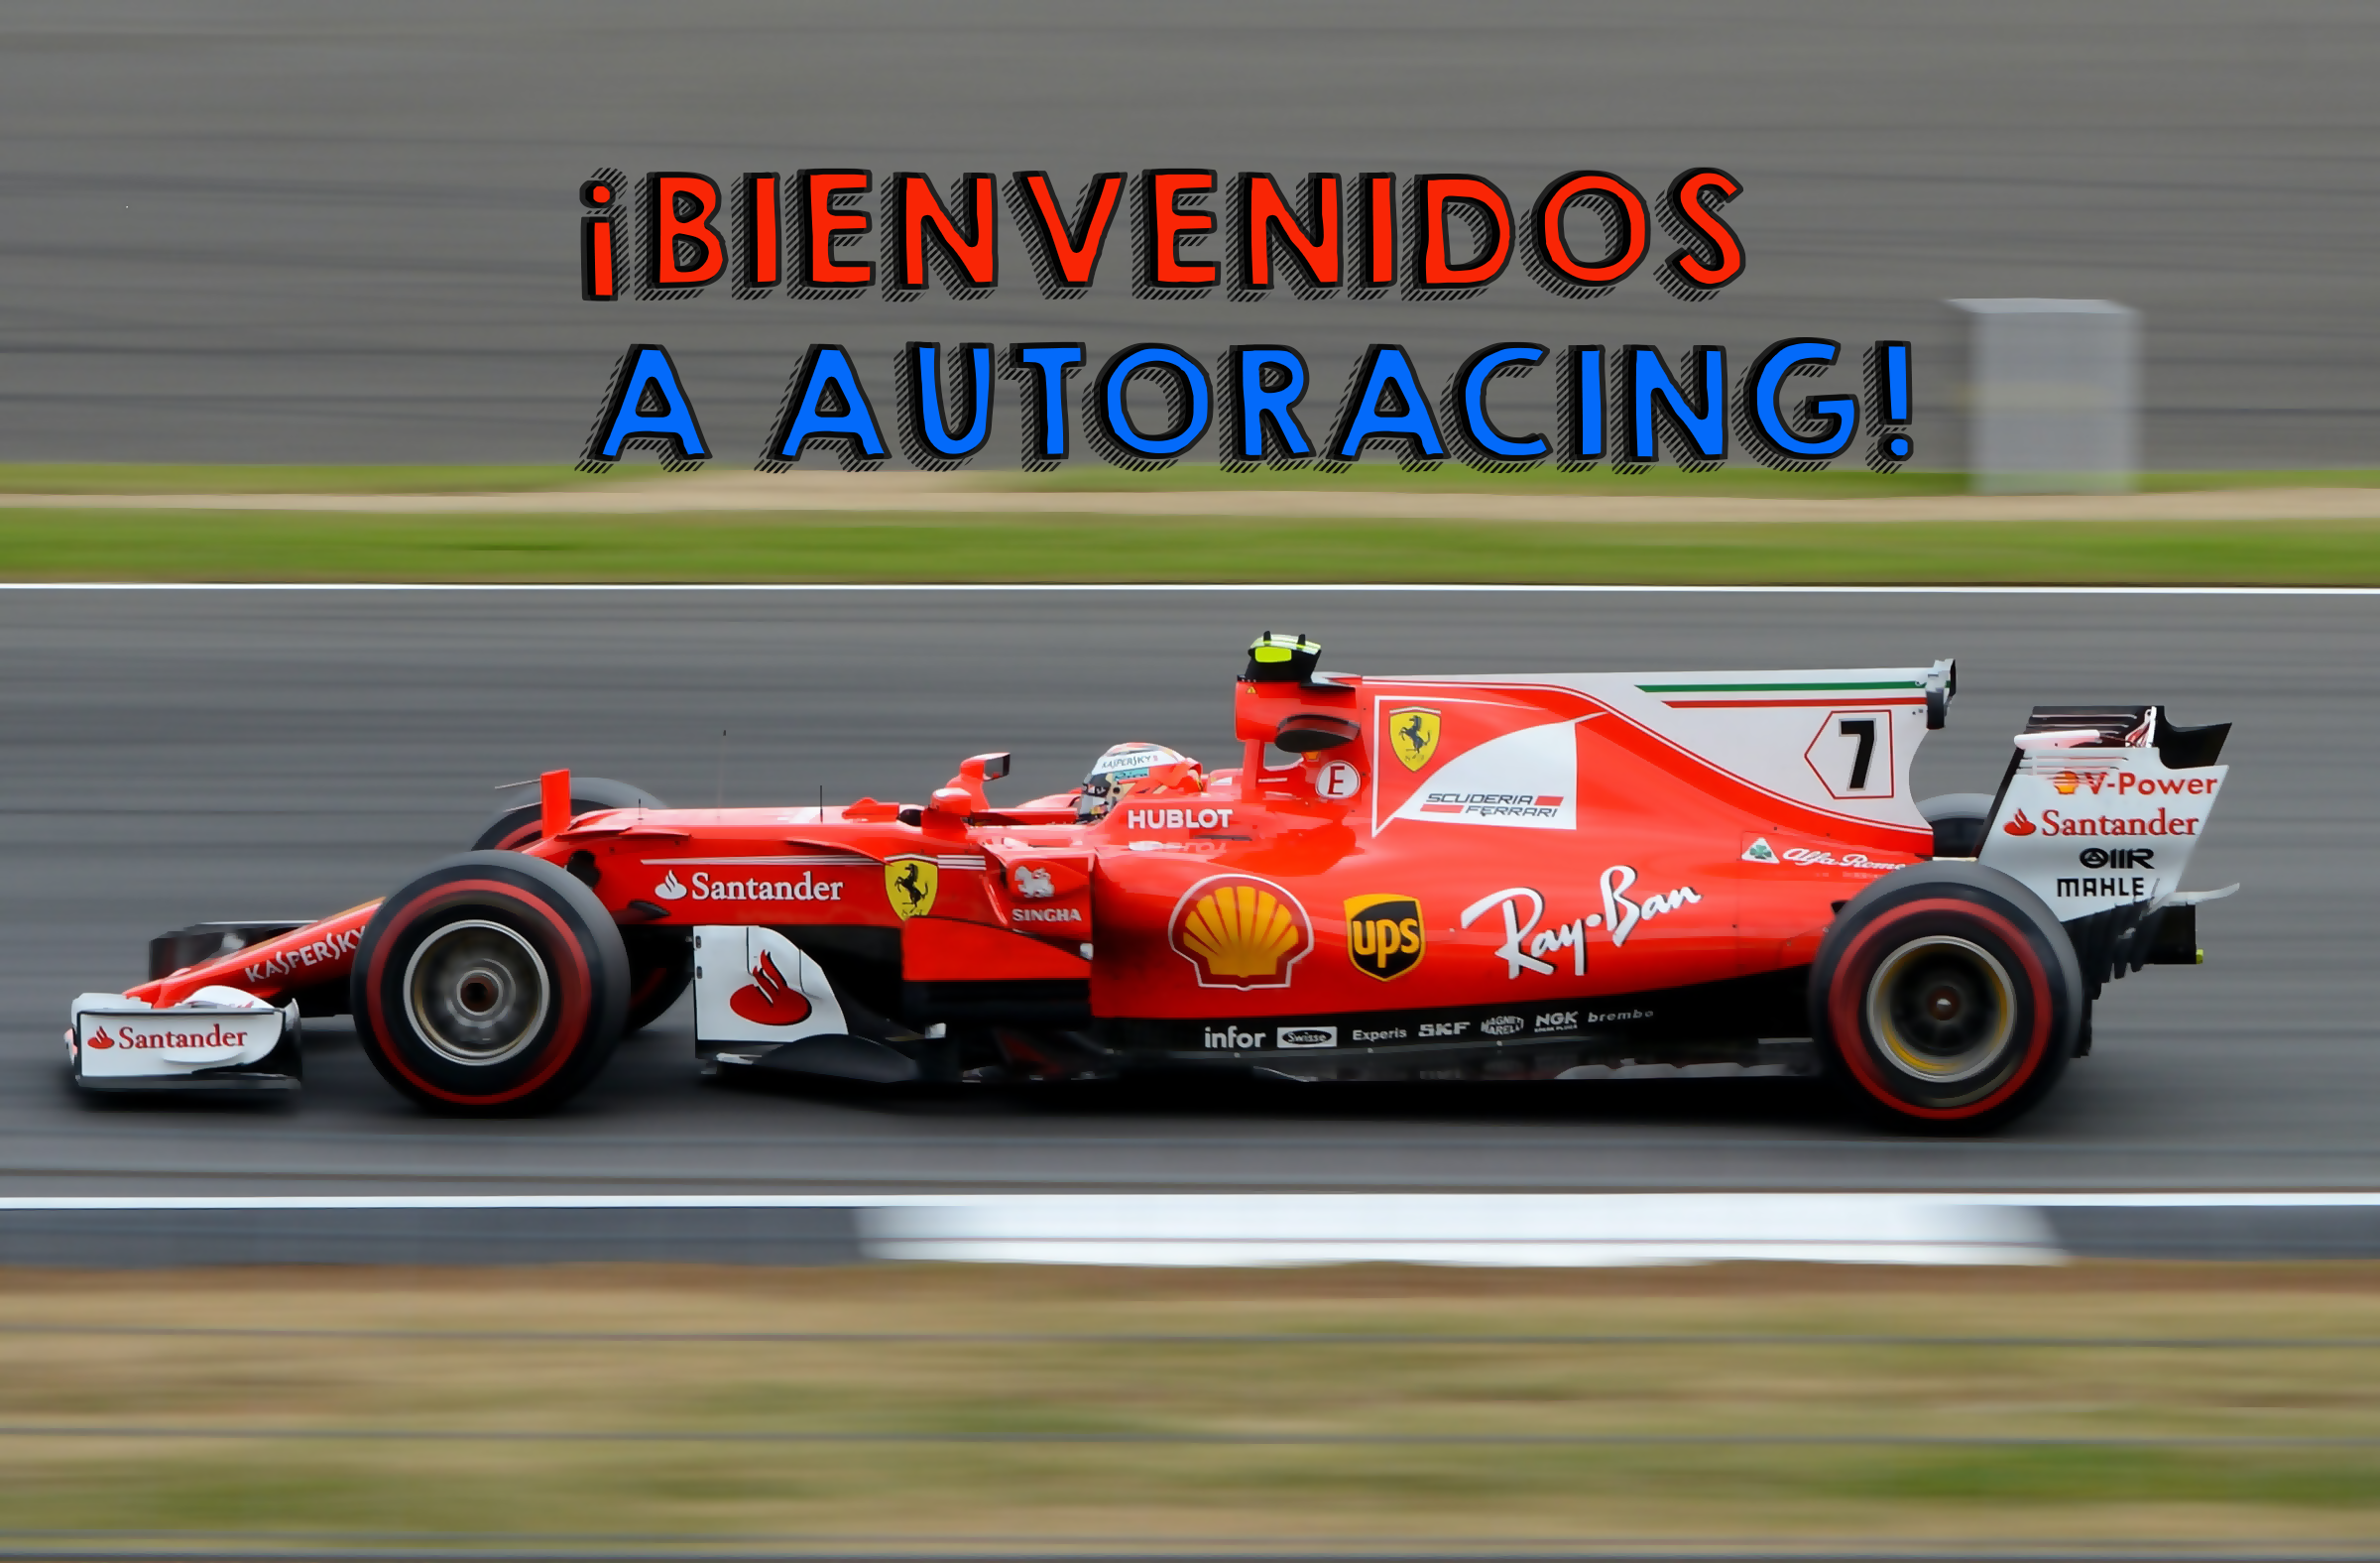 ¡BIENVENIDOS
A AUTORACING!
7
V-Power
Santander
MAHLE
KASPERSKY
HUBLOT
E
SCUDERIA
FERRARI
Alfa Romeo
Santander
SINGHA
ups
Ray-Ban
KASPERSKY
Santander
infor
Swisse
Experis
SKF
MAGNETI
MARELLI
NGK
brembo